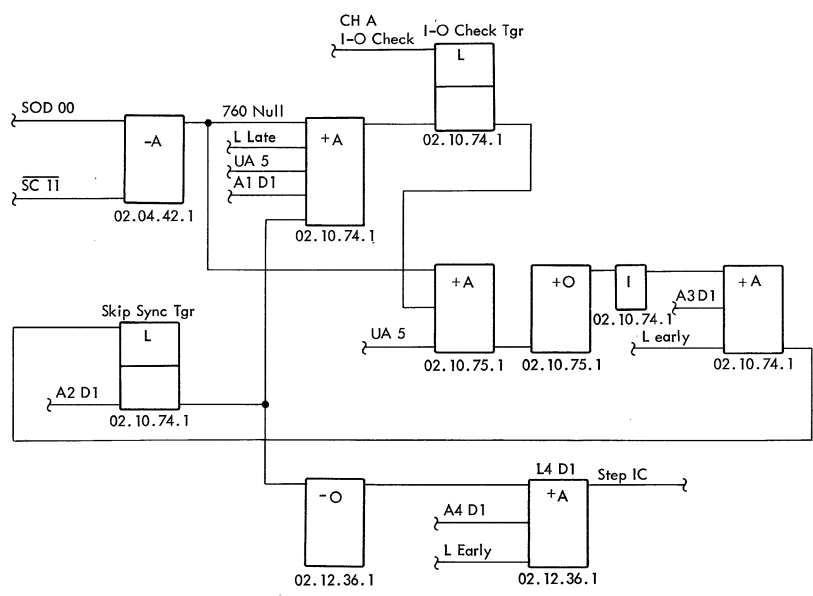 CH A
I-O Check
I-O Check Tgr
L
02.10.74.1
SOD 00
-A
SC 11
02.04.42.1
760 Null
L Late
UA 5
A1 D1
+A
02.10.74.1
+A
UA 5
02.10.75.1
+O
02.10.75.1
I
02.10.74.1
A3D1
L early
+A
02.10.74.1
Skip Sync Tgr
L
A2 D1
02.10.74.1
-O
02.12.36.1
L4 D1
+A
Step IC
A4 D1
L Early
02.12.36.1